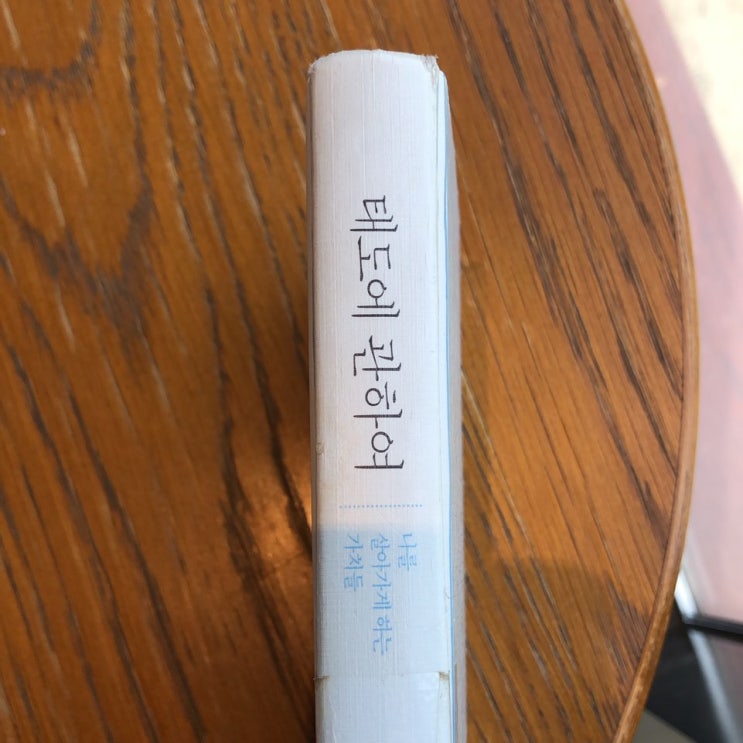 태도에 관하여
나를
살아가게 하는
가치들